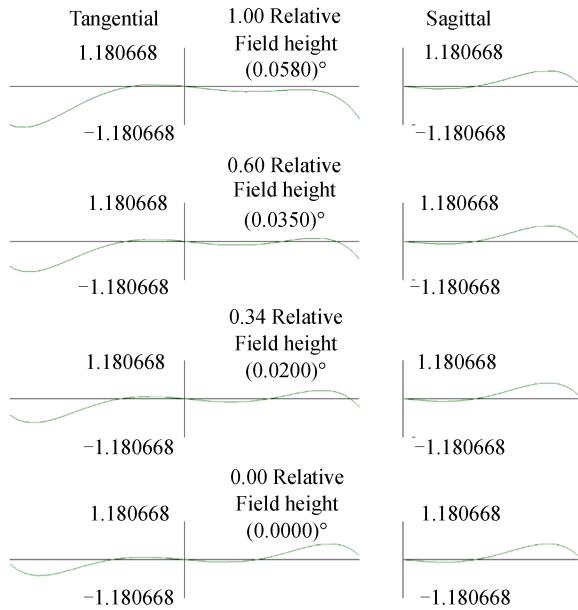 Tangential
1.00 Relative
Field height
(0.0580)°
Sagittal
1.180668
1.180668
−1.180668
−1.180668
0.60 Relative
Field height
(0.0350)°
1.180668
1.180668
−1.180668
−1.180668
0.34 Relative
Field height
(0.0200)°
1.180668
1.180668
−1.180668
−1.180668
0.00 Relative
Field height
(0.0000)°
1.180668
1.180668
−1.180668
−1.180668